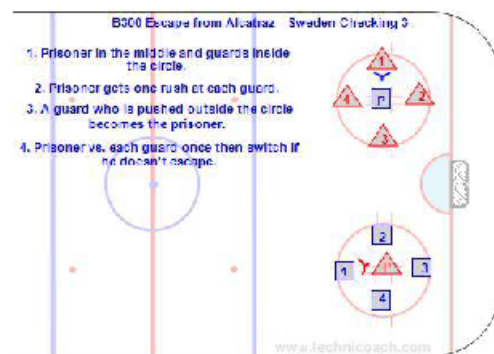 B300 Escape from Alcatraz Sweden Checking 3
1. Prisoner in the middle and guards inside
the circle.
2. Prisoner gets one rush at each guard.
3. A guard who is pushed outside the circle
becomes the prisoner.
4. Prisoner vs. each guard once then switch if
he doesn't escape.
1
4
P
2
3
2
1
P
3
4
www.technicoach.com